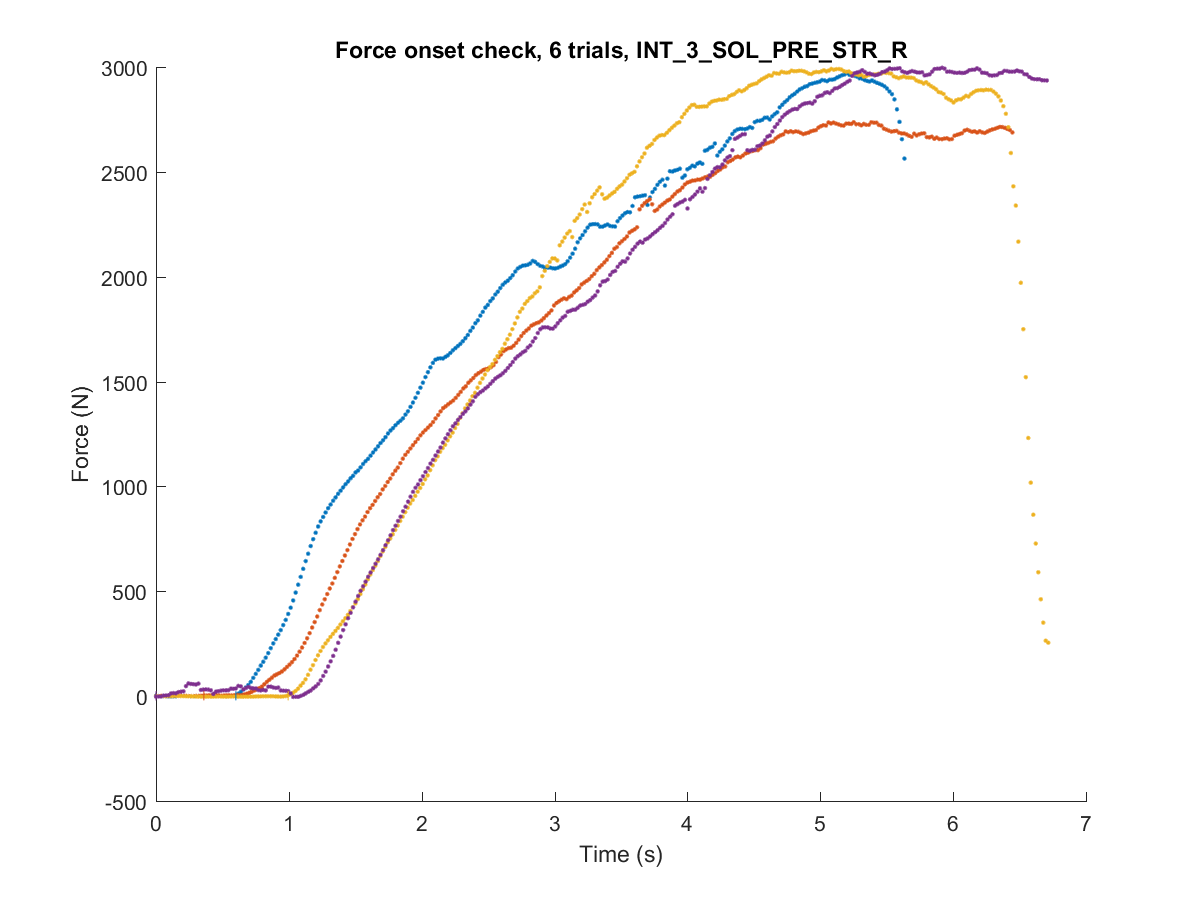 Force onset check, 6 trials, INT_3_SOL_PRE_STR_R
3000
2500
2000
1500
1000
500
0
-500
Force (N)
0 1 2 3 4 5 6 7
Time (s)